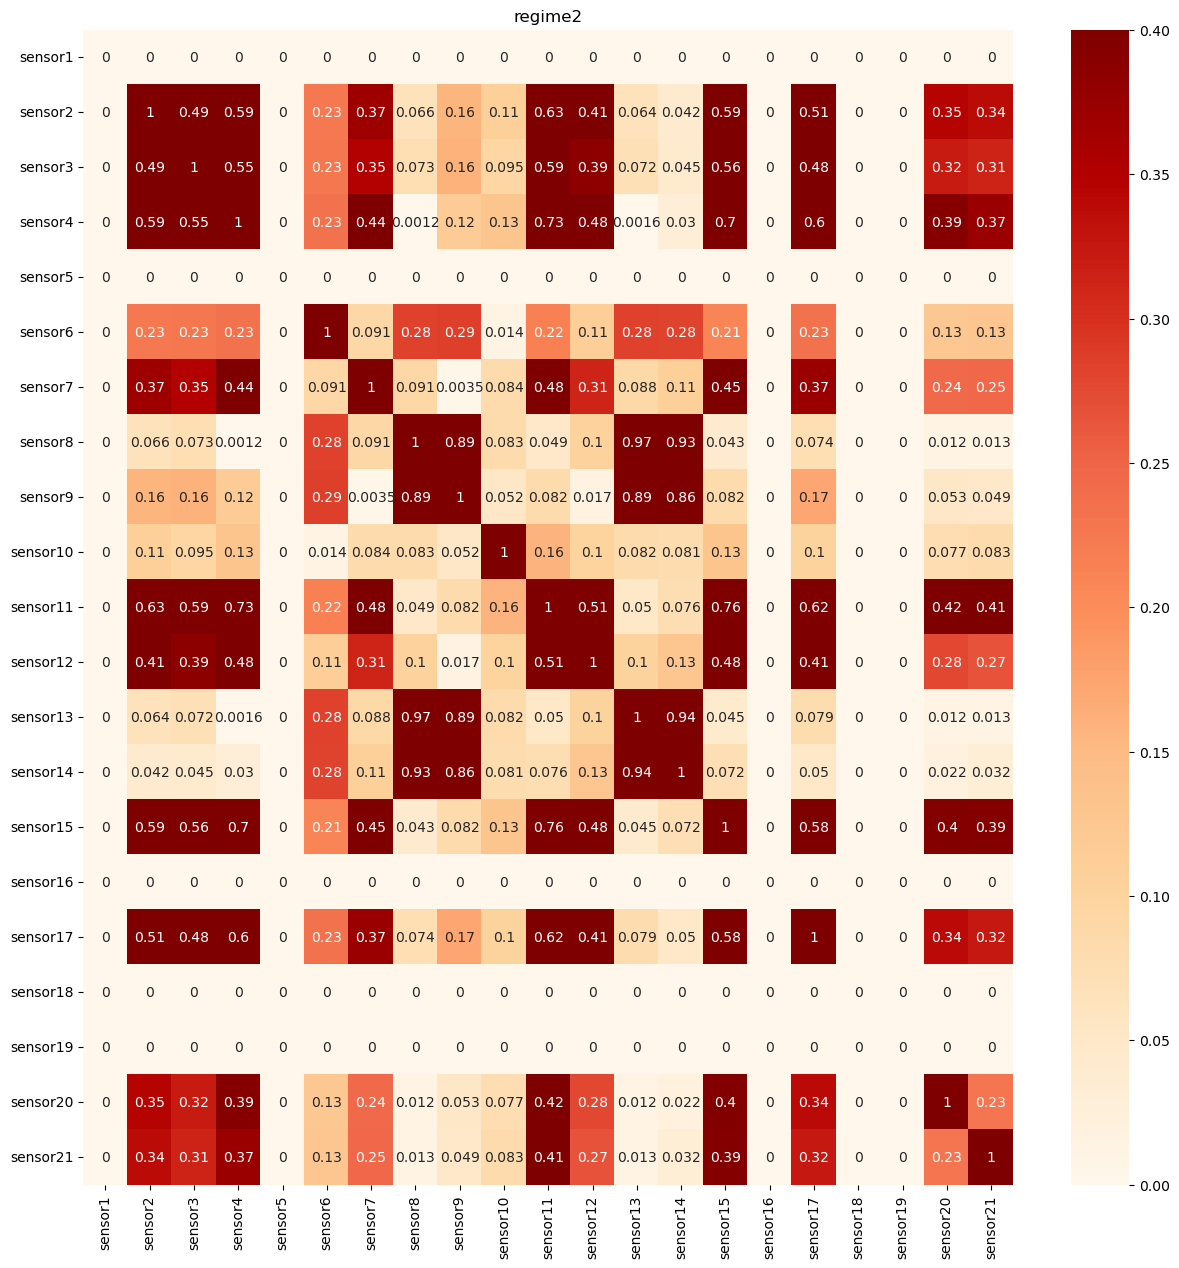 regime2
sensor1 0 0 0 0 0 0 0 0 0 0 0 0 0 0 0 0 0 0 0 0 0
sensor2 0 1 0.49 0.59 0 0.23 0.37 0.066 0.16 0.11 0.63 0.41 0.064 0.042 0.59 0 0.51 0 0 0.35 0.34
sensor3 0 0.49 1 0.55 0 0.23 0.35 0.073 0.16 0.095 0.59 0.39 0.072 0.045 0.56 0 0.48 0 0 0.32 0.31
sensor4 0 0.59 0.55 1 0 0.23 0.44 0.0012 0.12 0.13 0.73 0.48 0.0016 0.03 0.7 0 0.6 0 0 0.39 0.37
sensor5 0 0 0 0 0 0 0 0 0 0 0 0 0 0 0 0 0 0 0 0 0
sensor6 0 0.23 0.23 0.23 0 1 0.091 0.28 0.29 0.014 0.22 0.11 0.28 0.28 0.21 0 0.23 0 0 0.13 0.13
sensor7 0 0.37 0.35 0.44 0 0.091 1 0.091 0.0035 0.084 0.48 0.31 0.088 0.11 0.45 0 0.37 0 0 0.24 0.25
sensor8 0 0.066 0.073 0.0012 0 0.28 0.091 1 0.89 0.083 0.049 0.1 0.97 0.93 0.043 0 0.074 0 0 0.012 0.013
sensor9 0 0.16 0.16 0.12 0 0.29 0.0035 0.89 1 0.052 0.082 0.017 0.89 0.86 0.082 0 0.17 0 0 0.053 0.049
sensor10 0 0.11 0.095 0.13 0 0.014 0.084 0.083 0.052 1 0.16 0.1 0.082 0.081 0.13 0 0.1 0 0 0.077 0.083
sensor11 0 0.63 0.59 0.73 0 0.22 0.48 0.049 0.082 0.16 1 0.51 0.05 0.076 0.76 0 0.62 0 0 0.42 0.41
sensor12 0 0.41 0.39 0.48 0 0.11 0.31 0.1 0.017 0.1 0.51 1 0.1 0.13 0.48 0 0.41 0 0 0.28 0.27
sensor13 0 0.064 0.072 0.0016 0 0.28 0.088 0.97 0.89 0.082 0.05 0.1 1 0.94 0.045 0 0.079 0 0 0.012 0.013
sensor14 0 0.042 0.045 0.03 0 0.28 0.11 0.93 0.86 0.081 0.076 0.13 0.94 1 0.072 0 0.05 0 0 0.022 0.032
sensor15 0 0.59 0.56 0.7 0 0.21 0.45 0.043 0.082 0.13 0.76 0.48 0.045 0.072 1 0 0.58 0 0 0.4 0.39
sensor16 0 0 0 0 0 0 0 0 0 0 0 0 0 0 0 0 0 0 0 0 0
sensor17 0 0.51 0.48 0.6 0 0.23 0.37 0.074 0.17 0.1 0.62 0.41 0.079 0.05 0.58 0 1 0 0 0.34 0.32
sensor18 0 0 0 0 0 0 0 0 0 0 0 0 0 0 0 0 0 0 0 0 0
sensor19 0 0 0 0 0 0 0 0 0 0 0 0 0 0 0 0 0 0 0 0 0
sensor20 0 0.35 0.32 0.39 0 0.13 0.24 0.012 0.053 0.077 0.42 0.28 0.012 0.022 0.4 0 0.34 0 0 1 0.23
sensor21 0 0.34 0.31 0.37 0 0.13 0.25 0.013 0.049 0.083 0.41 0.27 0.013 0.032 0.39 0 0.32 0 0 0.23 1
sensor1 sensor2 sensor3 sensor4 sensor5 sensor6 sensor7 sensor8 sensor9 sensor10 sensor11 sensor12 sensor13 sensor14 sensor15 sensor16 sensor17 sensor18 sensor19 sensor20 sensor21
0.40
0.35
0.30
0.25
0.20
0.15
0.10
0.05
0.00